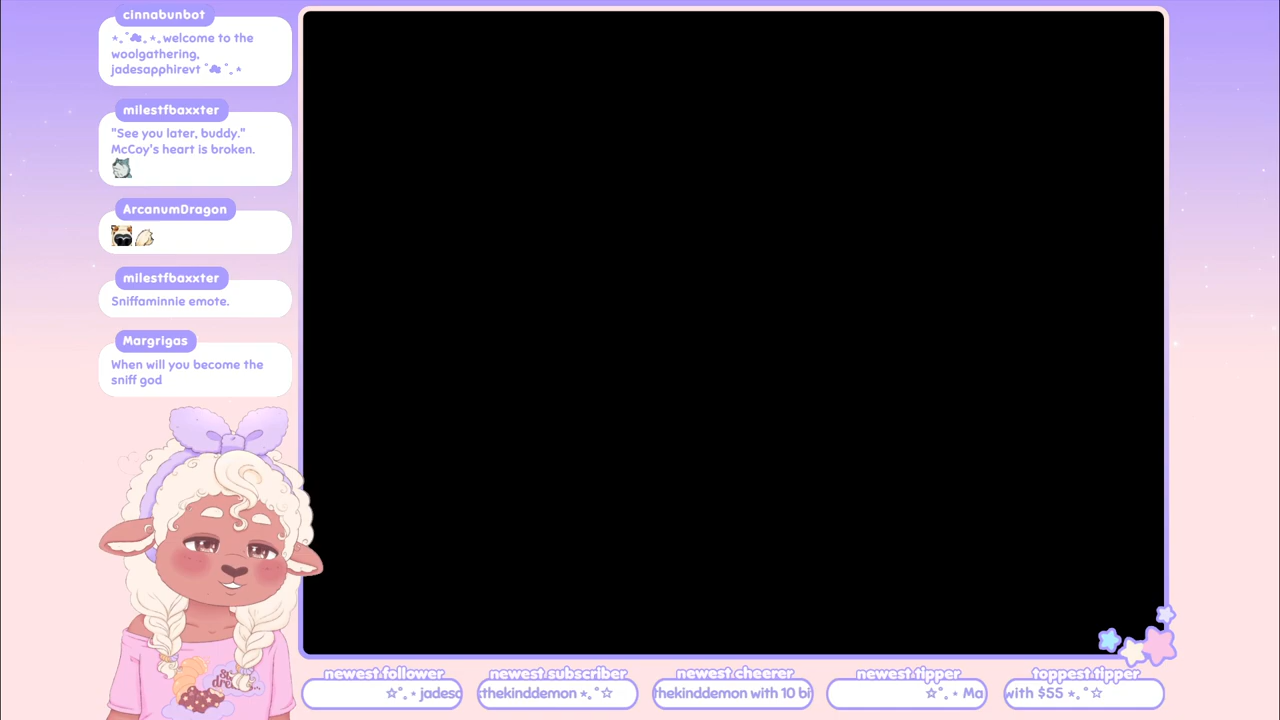 cinnabunbot
⋆｡˚☁︎｡⋆｡welcome to the
woolgathering,
jadesapphirevt ˚☁︎˚｡⋆
milestfbaxxter
"See you later, buddy."
McCoy's heart is broken.
ArcanumDragon
milestfbaxxter
Sniffaminnie emote.
Margrigas
When will you become the
sniff god
newest follower
newest subscriber
newest cheerer
newest tipper
toppest tipper
☆˚｡⋆ jadesc
thekinddemon ⋆｡˚☆
thekinddemon with 10 bi
☆˚｡⋆ Ma
with $55 ⋆｡˚☆